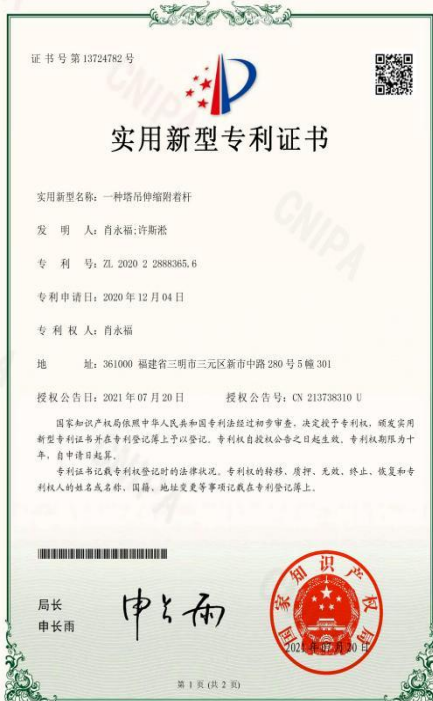 证书号第13724782号
实用新型专利证书
实用新型名称：一种塔吊伸缩附着杆
发 明 人：肖永福;许斯淞
专 利 号：ZL 2020 2 2888365.6
专利申请日：2020年12月04日
专 利 权 人：肖永福
地 址：361000 福建省三明市三元区新市中路280号5幢301
授权公告日：2021年07月20日 授权公告号：CN 213738310 U
国家知识产权局依照中华人民共和国专利法经过初步审查，决定授予专利权，颁发实用
新型专利证书并在专利登记簿上予以登记。专利权自授权公告之日起生效。专利权期限为十
年，自申请日起算。
专利证书记载专利权登记时的法律状况。专利权的转移、质押、无效、终止、恢复和专
利权人的姓名或名称、国籍、地址变更等事项记载在专利登记簿上。
局长
申长雨
申长雨
国家知识产权局
2021年07月20日
第 1 页 (共 2 页)
CNIPA
CNIPA